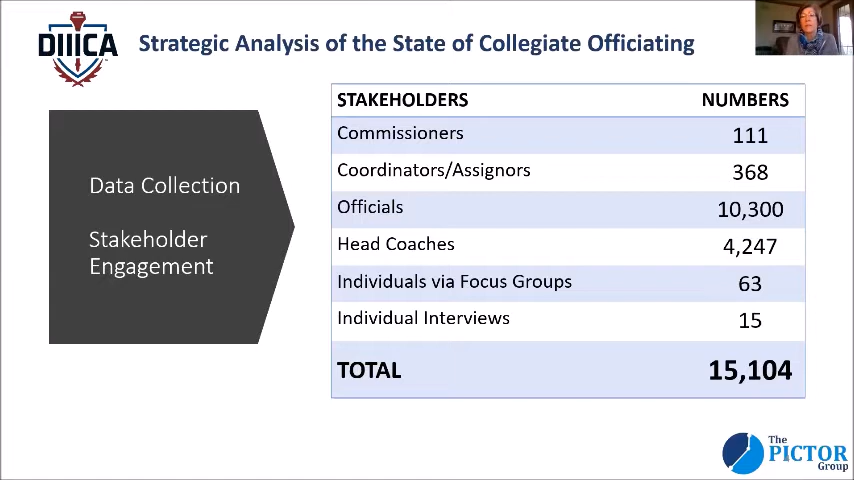 DIIICA
Strategic Analysis of the State of Collegiate Officiating
Data Collection
Stakeholder
Engagement
STAKEHOLDERS NUMBERS
Commissioners 111
Coordinators/Assignors 368
Officials 10,300
Head Coaches 4,247
Individuals via Focus Groups 63
Individual Interviews 15
TOTAL 15,104
The
PICTOR
Group